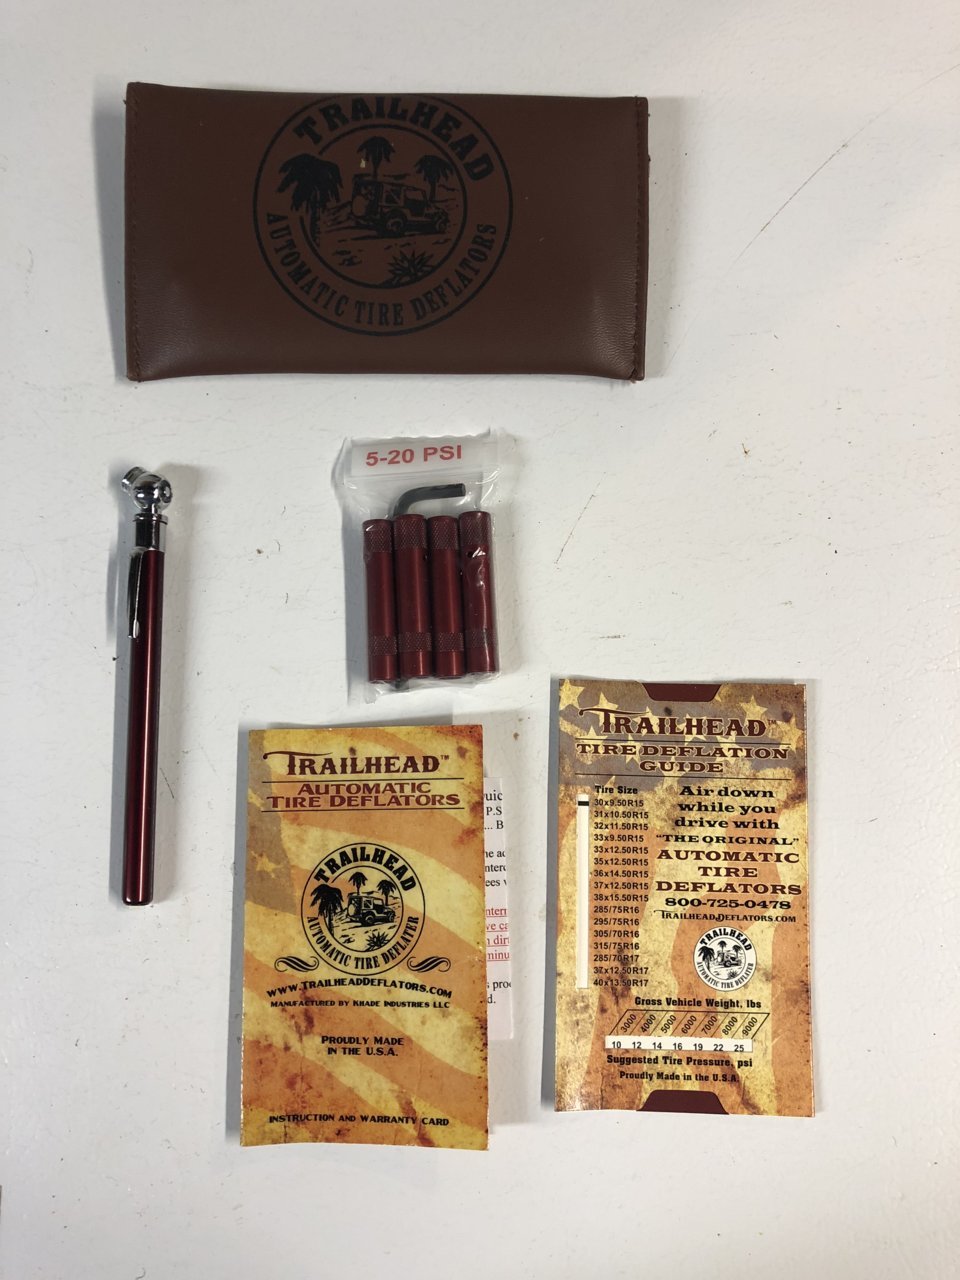 TRAILHEAD
AUTOMATIC TIRE DEFLATORS
5-20 PSI
TRAILHEAD™
AUTOMATIC
TIRE DEFLATORS
TRAILHEAD
AUTOMATIC TIRE DEFLATER
WWW.TRAILHEADDEFLATORS.COM
MANUFACTURED BY KHADE INDUSTRIES LLC
PROUDLY MADE
IN THE U.S.A.
INSTRUCTION AND WARRANTY CARD
P.S
... B
d.
TRAILHEAD™
TIRE DEFLATION
GUIDE
Tire Size
30x9.50R15
31x10.50R15
32x11.50R15
33x9.50R15
33x12.50R15
35x12.50R15
36x14.50R15
37x12.50R15
38x15.50R15
285/75R16
295/75R16
305/70R16
315/75R16
285/70R17
37x12.50R17
40x13.50R17
Air down
while you
drive with
"THE ORIGINAL"
AUTOMATIC
TIRE
DEFLATORS
800-725-0478
TRAILHEADDEFLATORS.COM
TRAILHEAD
AUTOMATIC TIRE DEFLATOR
Gross Vehicle Weight, lbs
3000 4000 5000 6000 7000 8000 9000
10 12 14 16 19 22 25
Suggested Tire Pressure, psi
Proudly Made in the U.S.A.